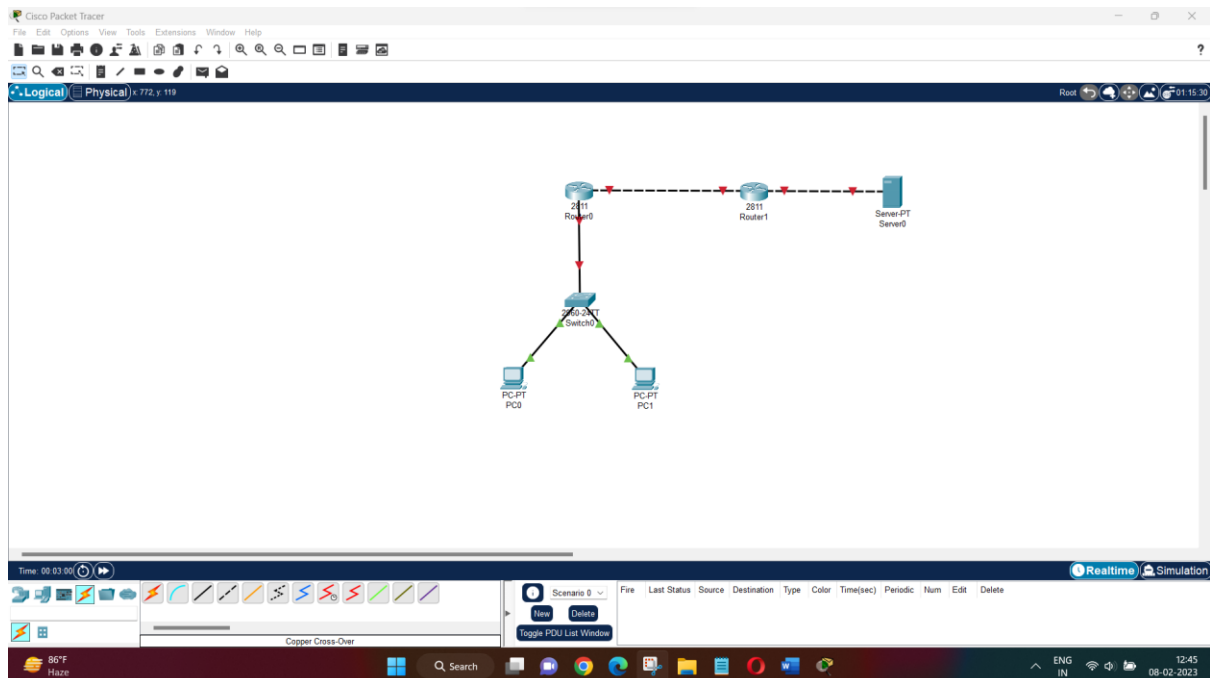 Cisco Packet Tracer
File Edit Options View Tools Extensions Window Help
?
Logical Physical x: 772, y: 119 Root 01:15:30
2811
Router0
2811
Router1
Server-PT
Server0
2960-24TT
Switch0
PC-PT
PC0
PC-PT
PC1
Time: 00:03:00 Realtime Simulation
Scenario 0 Fire Last Status Source Destination Type Color Time(sec) Periodic Num Edit Delete
New Delete
Toggle PDU List Window
Copper Cross-Over
86°F
Haze
Search
ENG
IN
12:45
08-02-2023